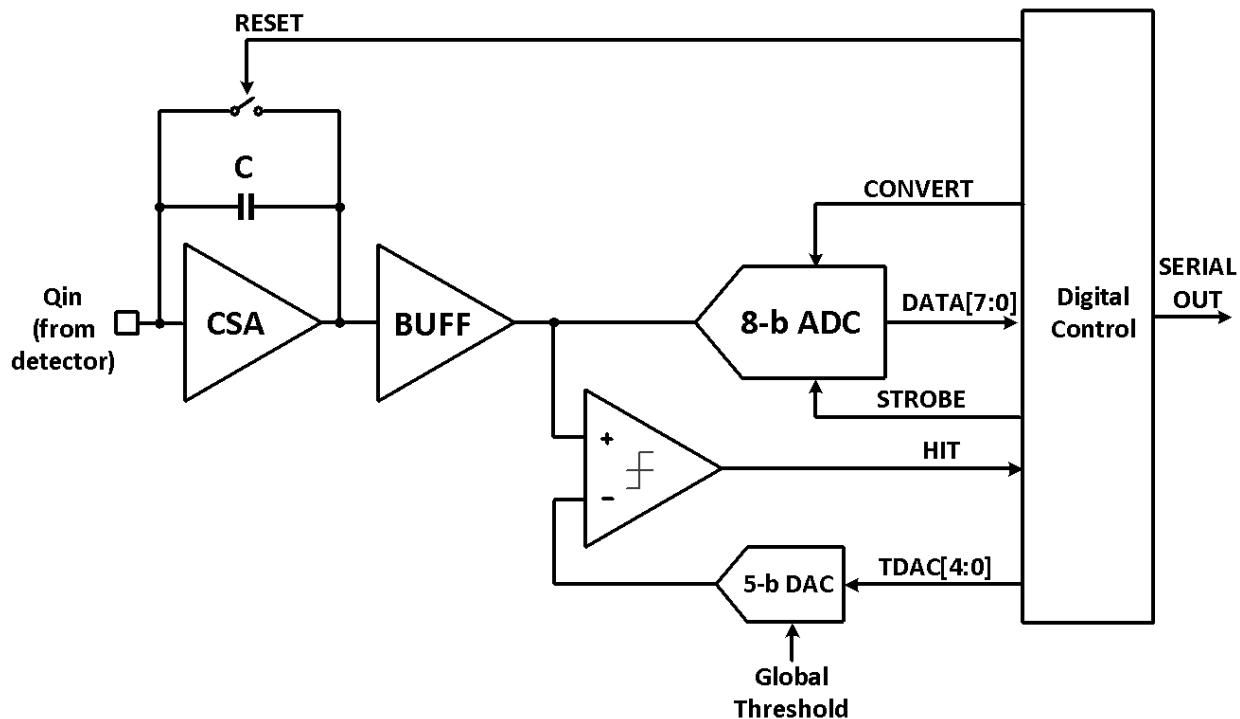 RESET
C
CONVERT
Qin
(from
detector)
CSA
BUFF
8-b ADC
DATA[7:0]
Digital
Control
SERIAL
OUT
STROBE
+
HIT
−
5-b DAC
TDAC[4:0]
Global
Threshold